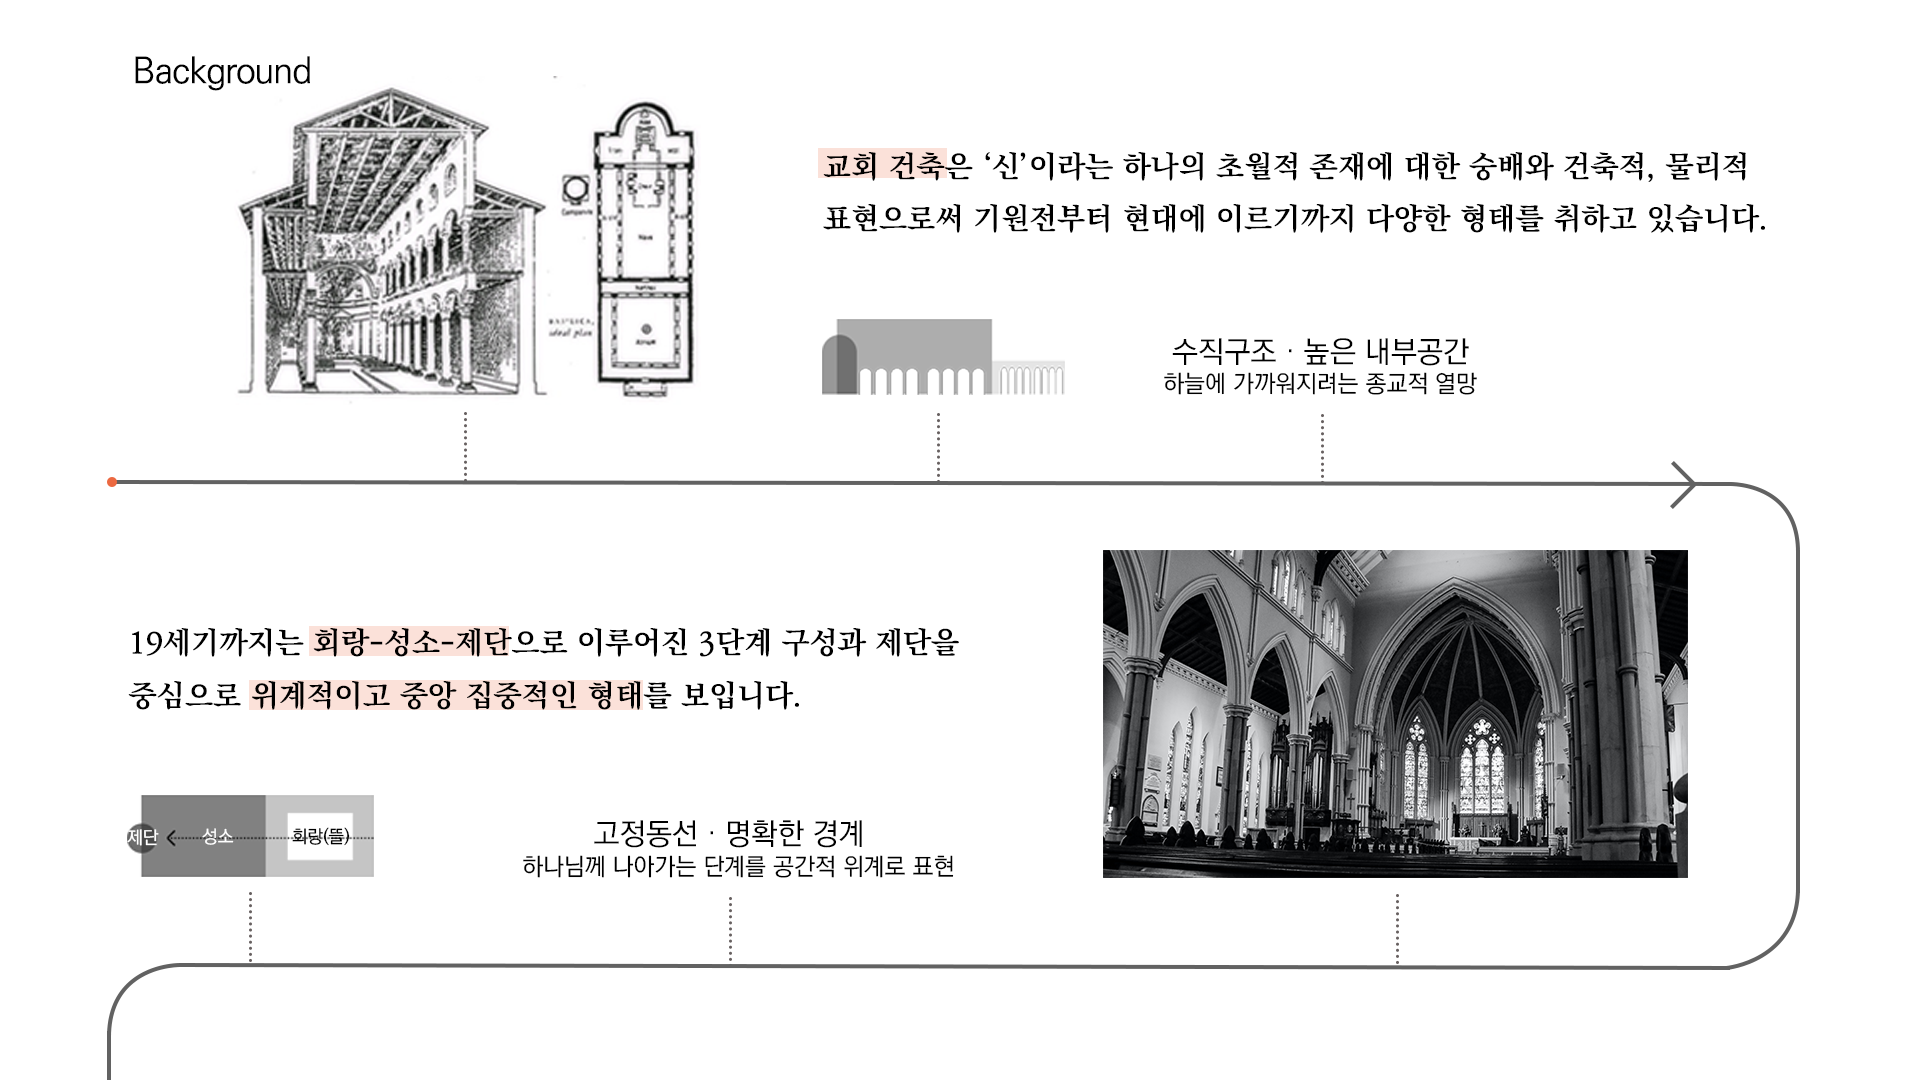 Background
교회 건축은 ‘신’이라는 하나의 초월적 존재에 대한 숭배와 건축적, 물리적
표현으로써 기원전부터 현대에 이르기까지 다양한 형태를 취하고 있습니다.
Nave
Atrium
ideal plan
수직구조 · 높은 내부공간
하늘에 가까워지려는 종교적 열망
19세기까지는 회랑-성소-제단으로 이루어진 3단계 구성과 제단을
중심으로 위계적이고 중앙 집중적인 형태를 보입니다.
제단 성소 회랑(뜰)
고정동선 · 명확한 경계
하나님께 나아가는 단계를 공간적 위계로 표현